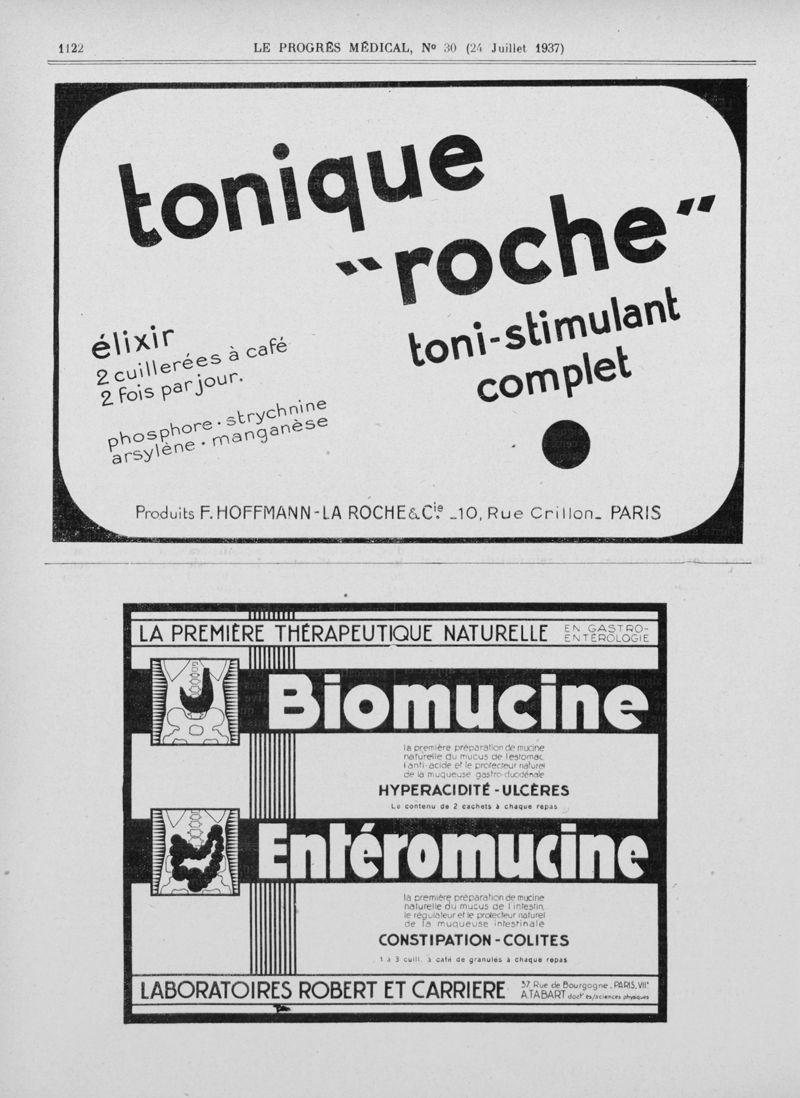 1122
LE PROGRÈS MÉDICAL, Nº 30 (24 Juillet 1937)
tonique
"roche"
toni-stimulant
complet
élixir
2 cuillerées à café
2 fois par jour.
phosphore · strychnine
arsylène · manganèse
Produits F. HOFFMANN-LA ROCHE & Cie. _10, Rue Crillon_ PARIS
LA PREMIÈRE THÉRAPEUTIQUE NATURELLE EN GASTRO-
ENTÉROLOGIE
Biomucine
la première préparation de mucine
naturelle du mucus de l'estomac
l'anti-acide et le protecteur naturel
de la muqueuse gastro-duodénale
HYPERACIDITÉ - ULCÈRES
Le contenu de 2 cachets à chaque repas
Entéromucine
la première préparation de mucine
naturelle du mucus de l'intestin,
le régulateur et le protecteur naturel
de la muqueuse intestinale
CONSTIPATION - COLITES
1 à 3 cuill. à café de granulés à chaque repas
LABORATOIRES ROBERT ET CARRIERE 37, Rue de Bourgogne. PARIS. VIIe
A. TABART doctr ès/sciences physiques